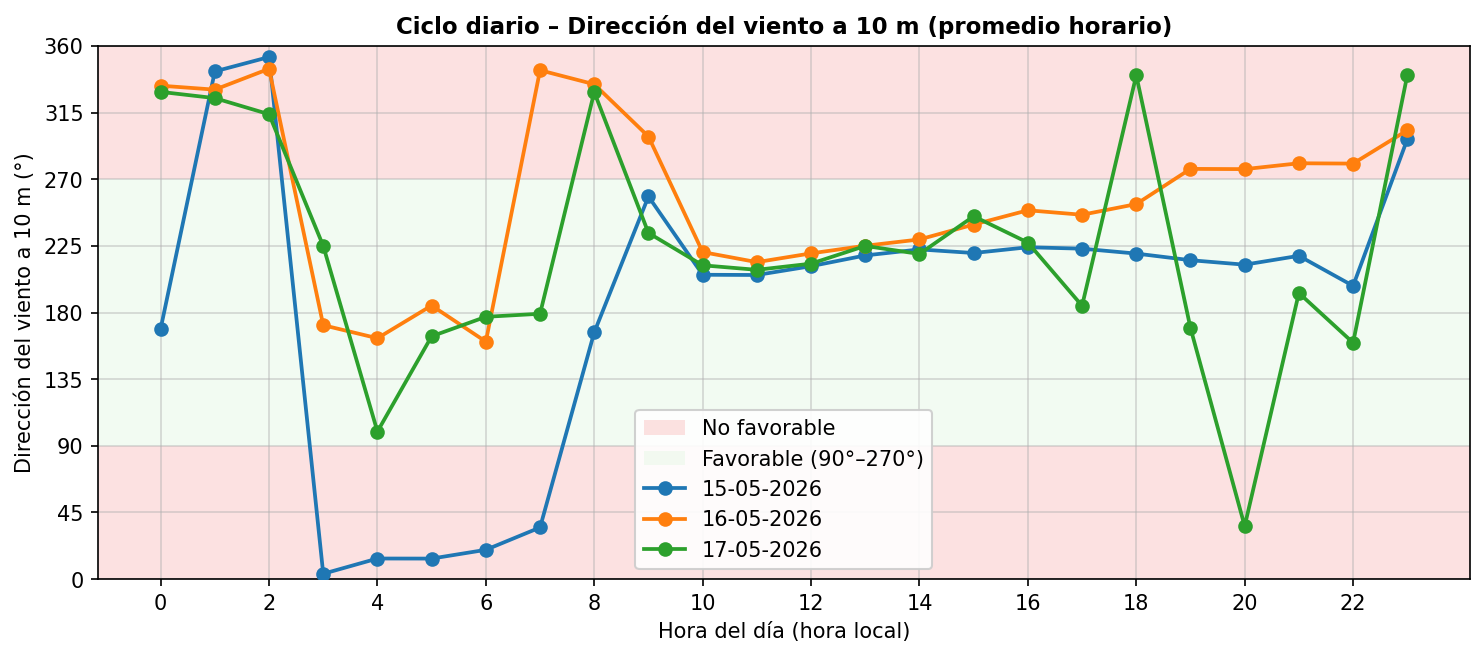 Ciclo diario – Dirección del viento a 10 m (promedio horario)
Dirección del viento a 10 m (°)
360
315
270
225
180
135
90
45
0
No favorable
Favorable (90°–270°)
15-05-2026
16-05-2026
17-05-2026
0 2 4 6 8 10 12 14 16 18 20 22
Hora del día (hora local)